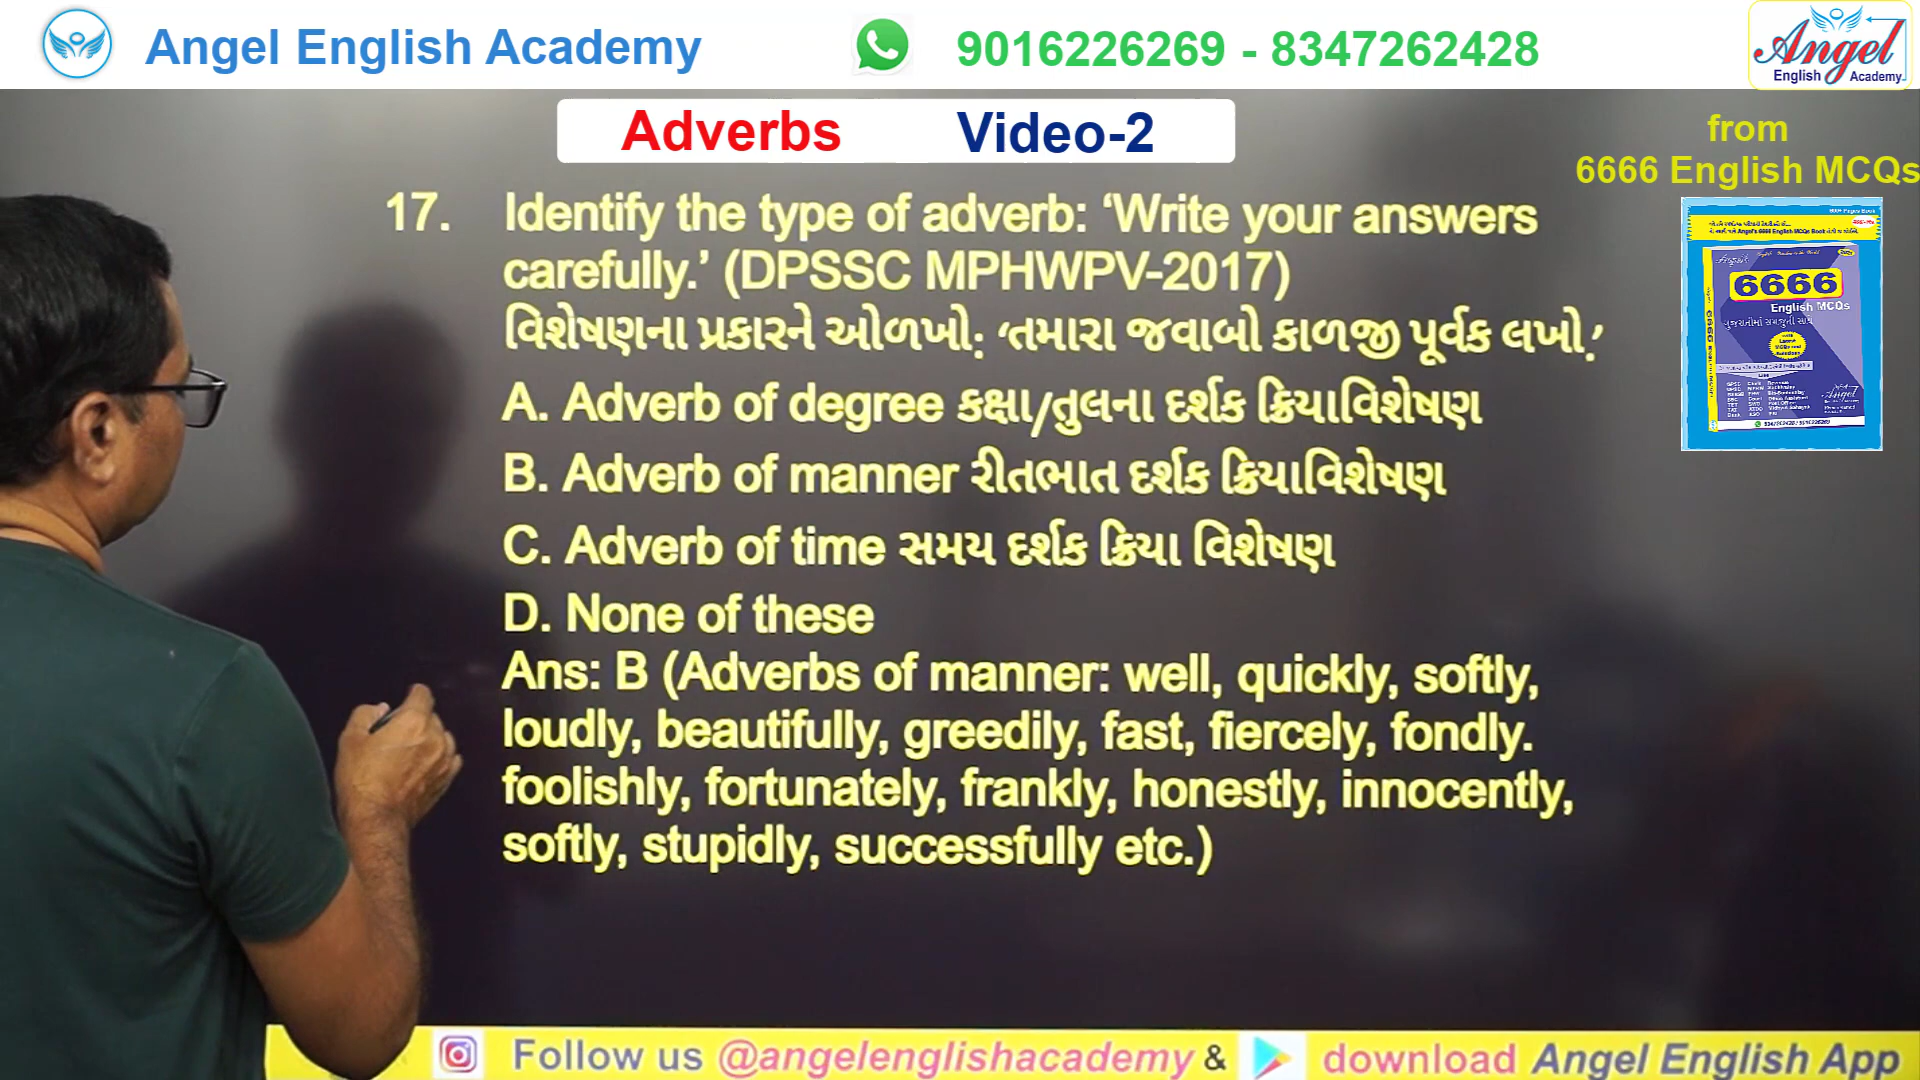 Angel English Academy
9016226269 - 8347262428
Angel
English Academy
Adverbs Video-2
from
6666 English MCQs
17. Identify the type of adverb: ‘Write your answers
carefully.’ (DPSSC MPHWPV-2017)
વિશેષણના પ્રકારને ઓળખો: ‘તમારા જવાબો કાળજી પૂર્વક લખો.’
A. Adverb of degree કક્ષા/તુલના દર્શક ક્રિયાવિશેષણ
B. Adverb of manner રીતભાત દર્શક ક્રિયાવિશેષણ
C. Adverb of time સમય દર્શક ક્રિયા વિશેષણ
D. None of these
Ans: B (Adverbs of manner: well, quickly, softly,
loudly, beautifully, greedily, fast, fiercely, fondly.
foolishly, fortunately, frankly, honestly, innocently,
softly, stupidly, successfully etc.)
6666
English MCQs
ગુજરાતીમાં સમજુતી સાથે
Angel
Follow us @angelenglishacademy & download Angel English App